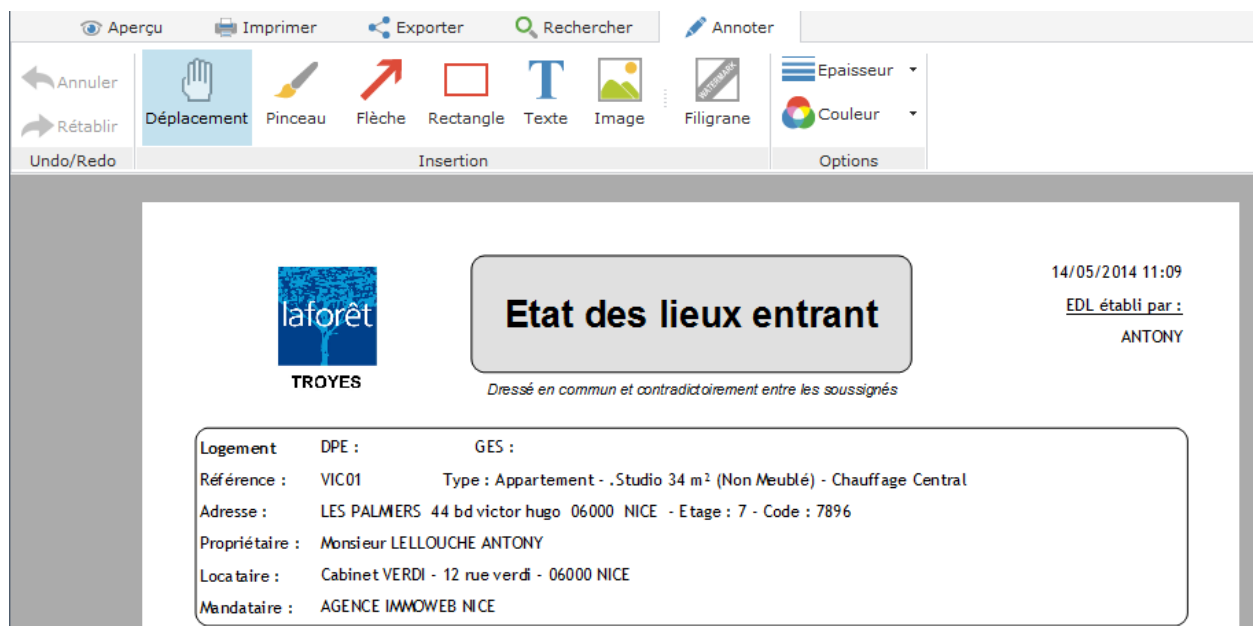 Aperçu Imprimer Exporter Rechercher Annoter
Annuler
Rétablir
Undo/Redo
Déplacement Pinceau Flèche Rectangle Texte Image Filigrane
WATERMARK
Insertion
Epaisseur
Couleur
Options
laforêt
TROYES
Etat des lieux entrant
Dressé en commun et contradictoirement entre les soussignés
14/05/2014 11:09
EDL établi par :
ANTONY
Logement DPE : GES :
Référence : VIC01 Type : Appartement - .Studio 34 m² (Non Meublé) - Chauffage Central
Adresse : LES PALMIERS 44 bd victor hugo 06000 NICE - Etage : 7 - Code : 7896
Propriétaire : Monsieur LELLOUCHE ANTONY
Locataire : Cabinet VERDI - 12 rue verdi - 06000 NICE
Mandataire : AGENCE IMMOWEB NICE